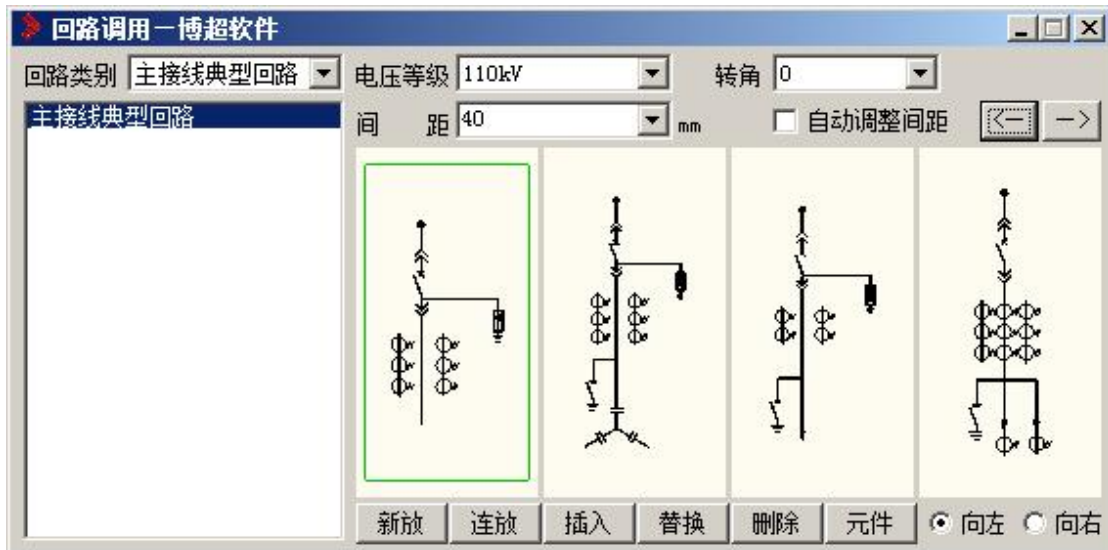 回路调用－博超软件
回路类别 主接线典型回路 电压等级 110kV 转角 0
主接线典型回路 间 距 40 mm 自动调整间距 <— —>
新放 连放 插入 替换 删除 元件 向左 向右